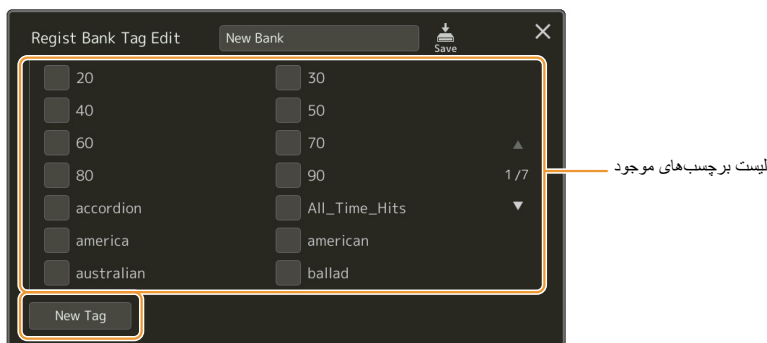 Regist Bank Tag Edit New Bank Save
20 30
40 50
60 70
80 90 1/7
accordion All_Time_Hits
america american
australian ballad
New Tag
لیست برچسب‌های موجود